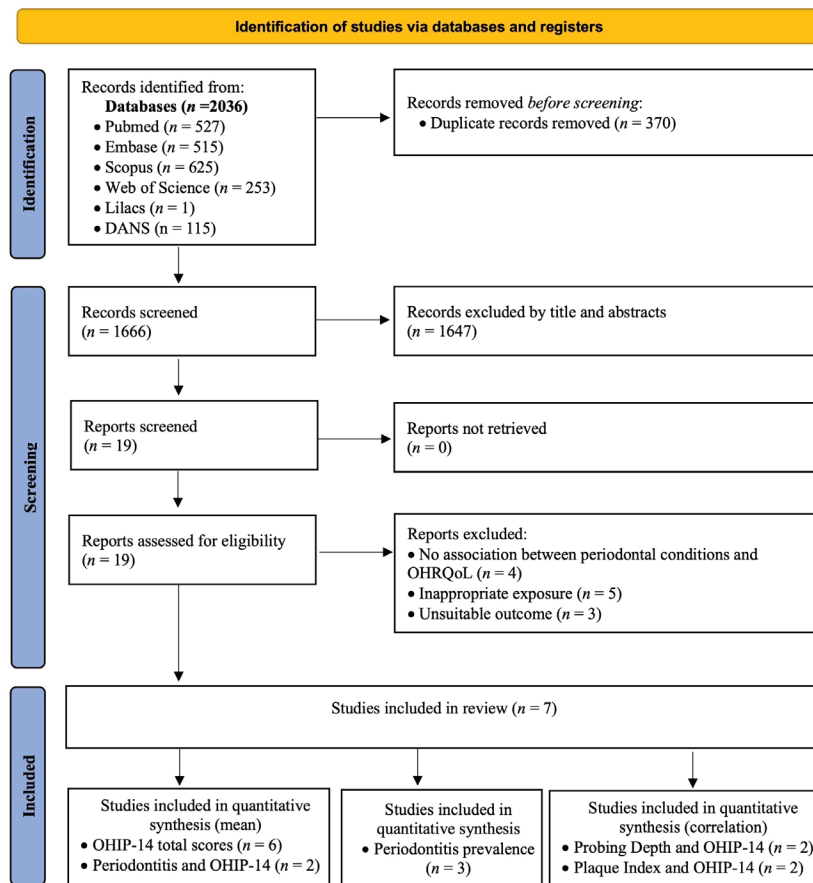 Identification of studies via databases and registers
Identification
Records identified from:
Databases (n =2036)
• Pubmed (n = 527)
• Embase (n = 515)
• Scopus (n = 625)
• Web of Science (n = 253)
• Lilacs (n = 1)
• DANS (n = 115)
Records removed before screening:
• Duplicate records removed (n = 370)
Screening
Records screened
(n = 1666)
Records excluded by title and abstracts
(n = 1647)
Reports screened
(n = 19)
Reports not retrieved
(n = 0)
Reports assessed for eligibility
(n = 19)
Reports excluded:
• No association between periodontal conditions and
OHRQoL (n = 4)
• Inappropriate exposure (n = 5)
• Unsuitable outcome (n = 3)
Included
Studies included in review (n = 7)
Studies included in quantitative
synthesis (mean)
• OHIP-14 total scores (n = 6)
• Periodontitis and OHIP-14 (n = 2)
Studies included in
quantitative synthesis
• Periodontitis prevalence
(n = 3)
Studies included in quantitative
synthesis (correlation)
• Probing Depth and OHIP-14 (n = 2)
• Plaque Index and OHIP-14 (n = 2)